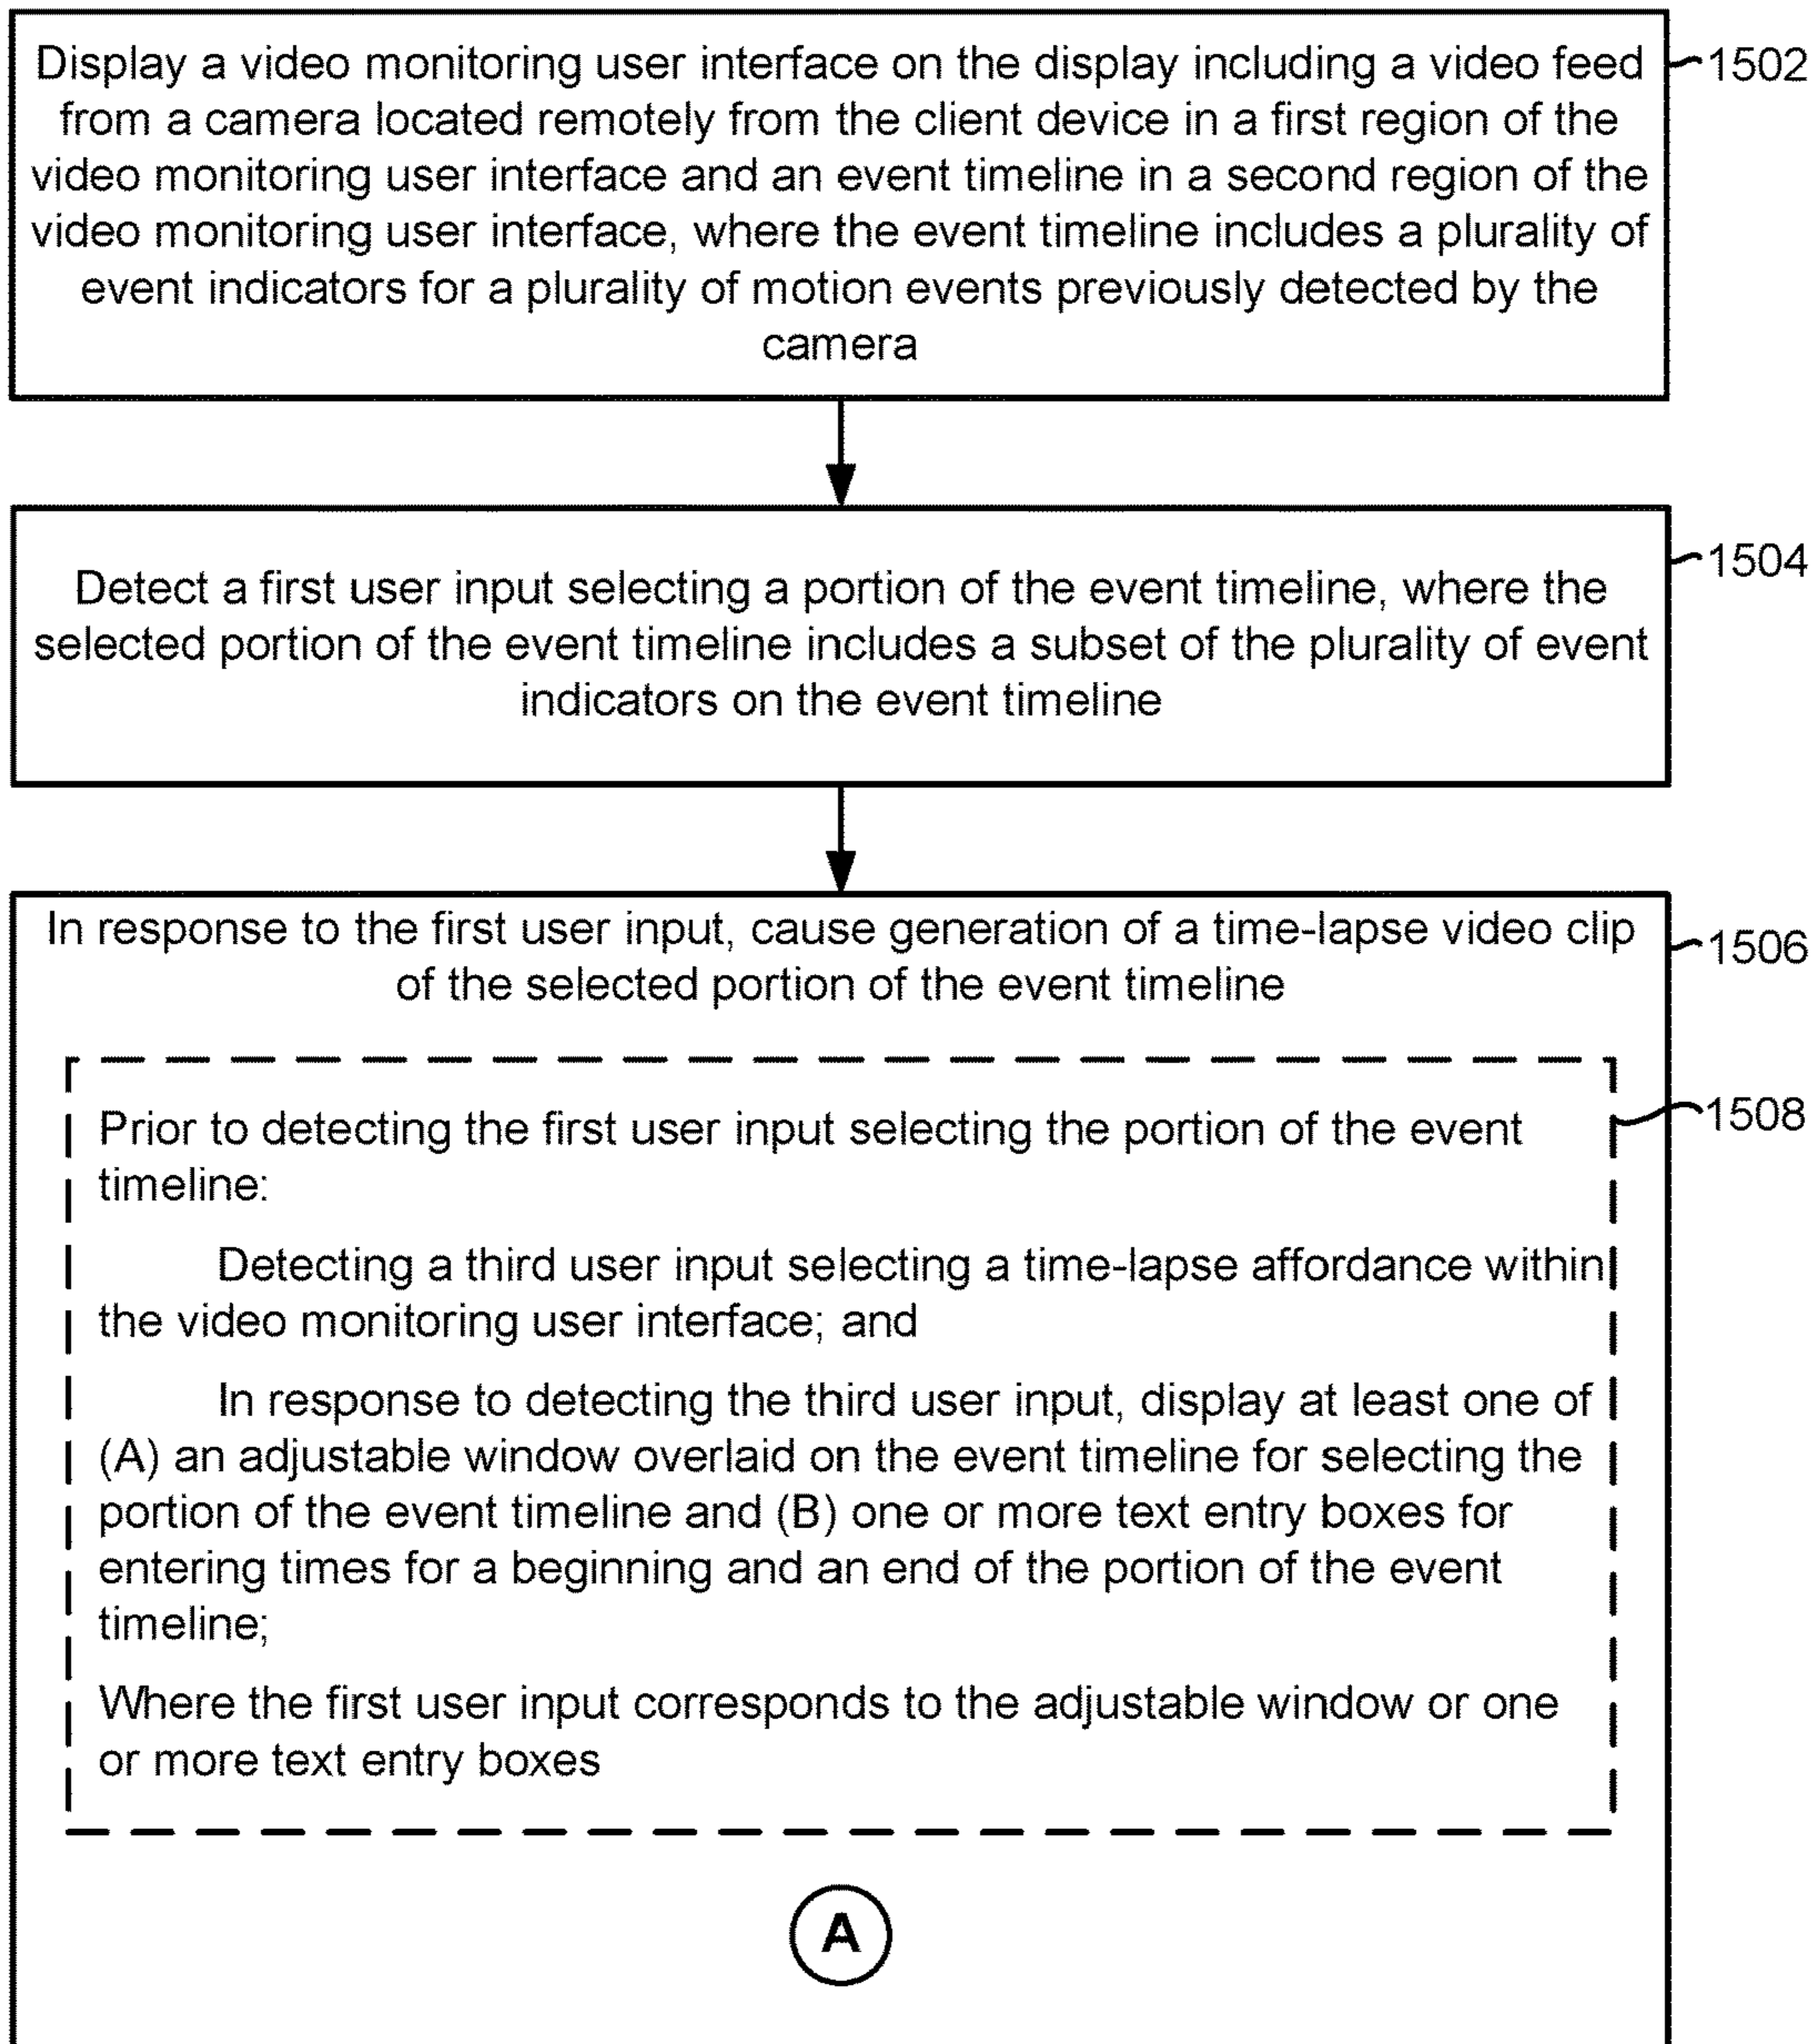 Display a video monitoring user interface on the display including a video feed
from a camera located remotely from the client device in a first region of the
video monitoring user interface and an event timeline in a second region of the
video monitoring user interface, where the event timeline includes a plurality of
event indicators for a plurality of motion events previously detected by the
camera
1502
Detect a first user input selecting a portion of the event timeline, where the
selected portion of the event timeline includes a subset of the plurality of event
indicators on the event timeline
1504
In response to the first user input, cause generation of a time-lapse video clip
of the selected portion of the event timeline
1506
Prior to detecting the first user input selecting the portion of the event
timeline:
Detecting a third user input selecting a time-lapse affordance within
the video monitoring user interface; and
In response to detecting the third user input, display at least one of
(A) an adjustable window overlaid on the event timeline for selecting the
portion of the event timeline and (B) one or more text entry boxes for
entering times for a beginning and an end of the portion of the event
timeline;
Where the first user input corresponds to the adjustable window or one
or more text entry boxes
1508
A